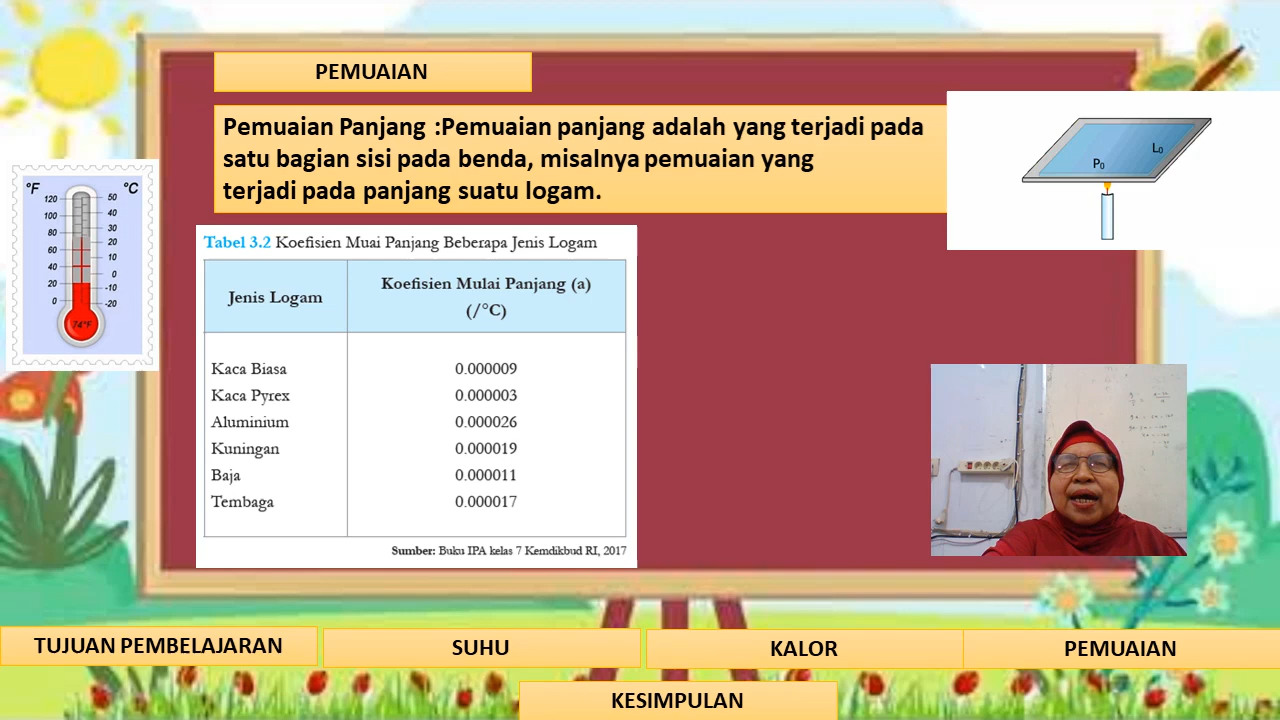 PEMUAIAN
Pemuaian Panjang :Pemuaian panjang adalah yang terjadi pada
satu bagian sisi pada benda, misalnya pemuaian yang
terjadi pada panjang suatu logam.
P0
L0
°F °C
120 50
100 40
80 30
60 20
40 10
20 0
0 -10
-20
74°F
Tabel 3.2 Koefisien Muai Panjang Beberapa Jenis Logam
Jenis Logam
Koefisien Mulai Panjang (a)
(/°C)
Kaca Biasa 0.000009
Kaca Pyrex 0.000003
Aluminium 0.000026
Kuningan 0.000019
Baja 0.000011
Tembaga 0.000017
Sumber: Buku IPA kelas 7 Kemdikbud RI, 2017
TUJUAN PEMBELAJARAN
SUHU
KALOR
PEMUAIAN
KESIMPULAN